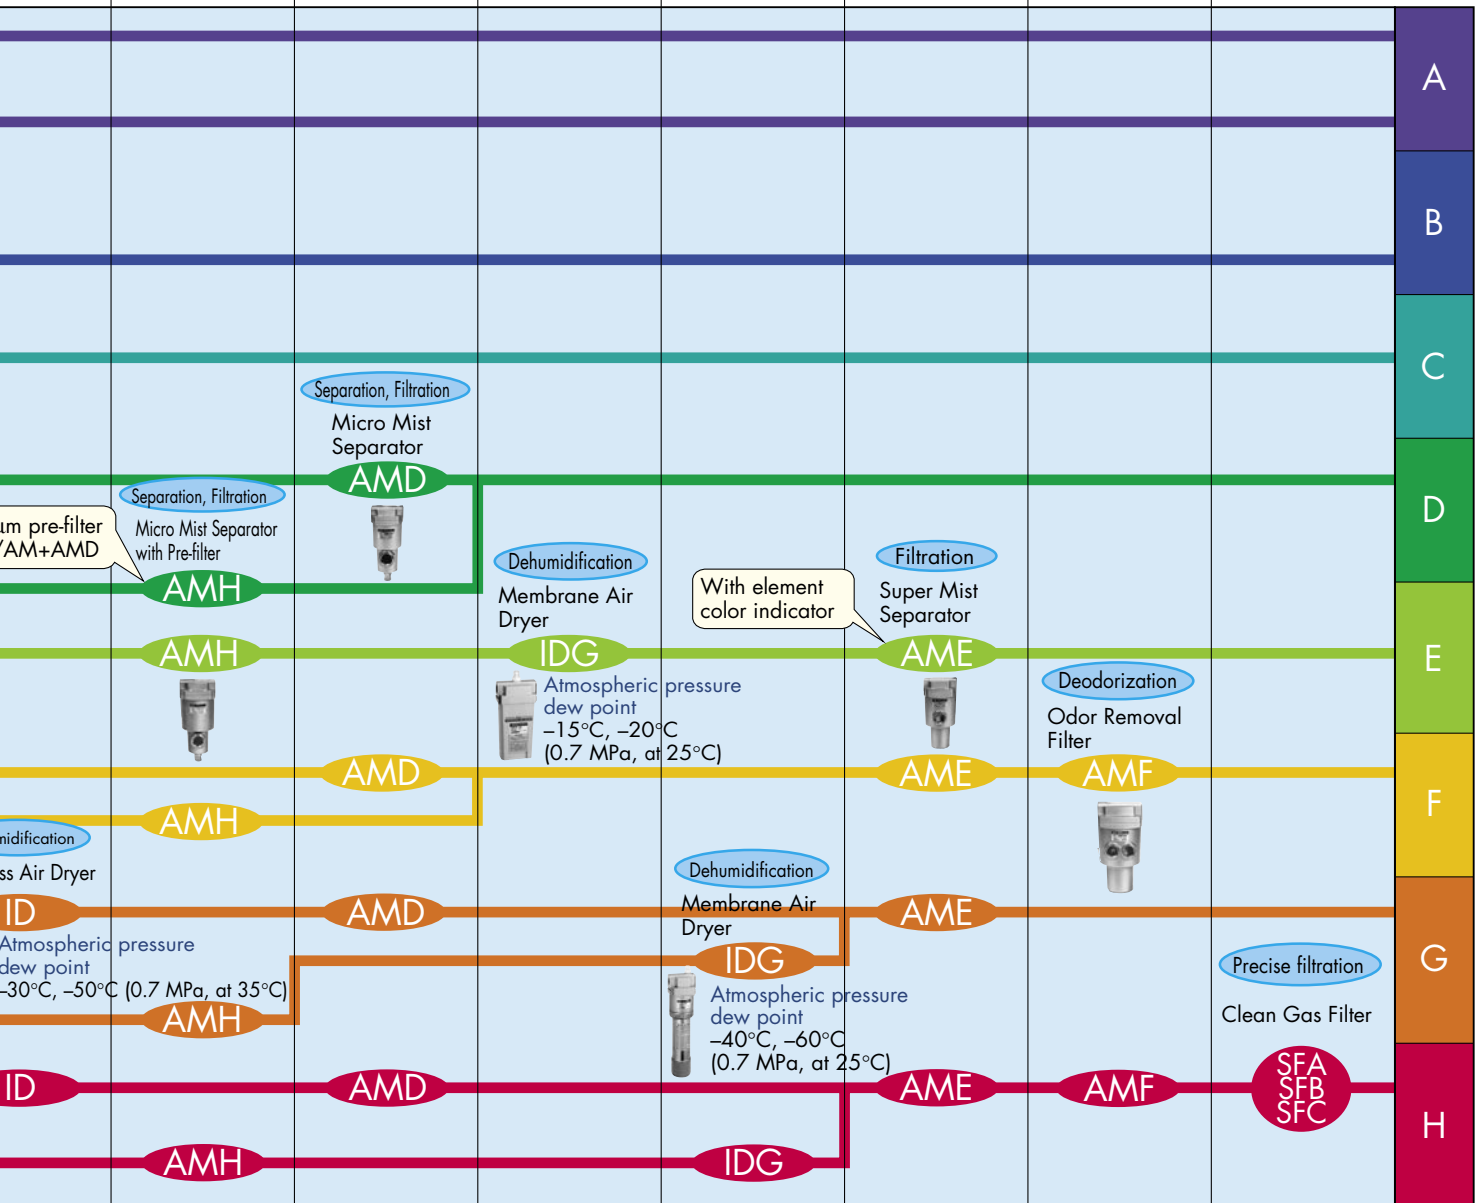 A
B
C
Separation, Filtration
Micro Mist
Separator
AMD
D
Separation, Filtration
Micro Mist Separator
with Pre-filter
um pre-filter
/AM+AMD
AMH
Dehumidification
Membrane Air
Dryer
With element
color indicator
Filtration
Super Mist
Separator
AMH
IDG
AME
E
Atmospheric pressure
dew point
–15°C, –20°C
(0.7 MPa, at 25°C)
Deodorization
Odor Removal
Filter
AMD
AME
AMF
F
AMH
midification
ss Air Dryer
Dehumidification
Membrane Air
Dryer
ID
AMD
AME
Atmospheric pressure
dew point
–30°C, –50°C (0.7 MPa, at 35°C)
IDG
G
AMH
Atmospheric pressure
dew point
–40°C, –60°C
(0.7 MPa, at 25°C)
Precise filtration
Clean Gas Filter
ID
AMD
AME
AMF
SFA
SFB
SFC
H
AMH
IDG